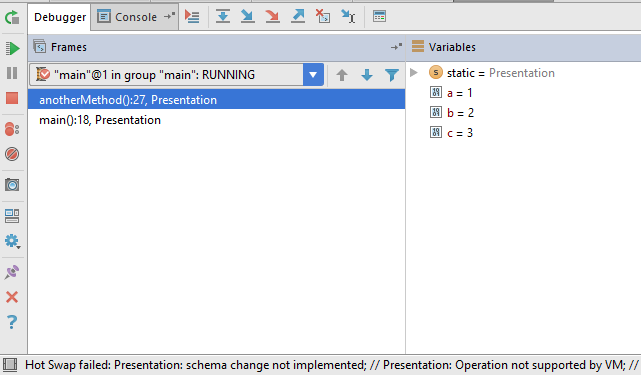 Debugger
Console
Frames
Variables
"main"@1 in group "main": RUNNING
anotherMethod():27, Presentation
main():18, Presentation
static = Presentation
a = 1
b = 2
c = 3
Hot Swap failed: Presentation: schema change not implemented; // Presentation: Operation not supported by VM; //